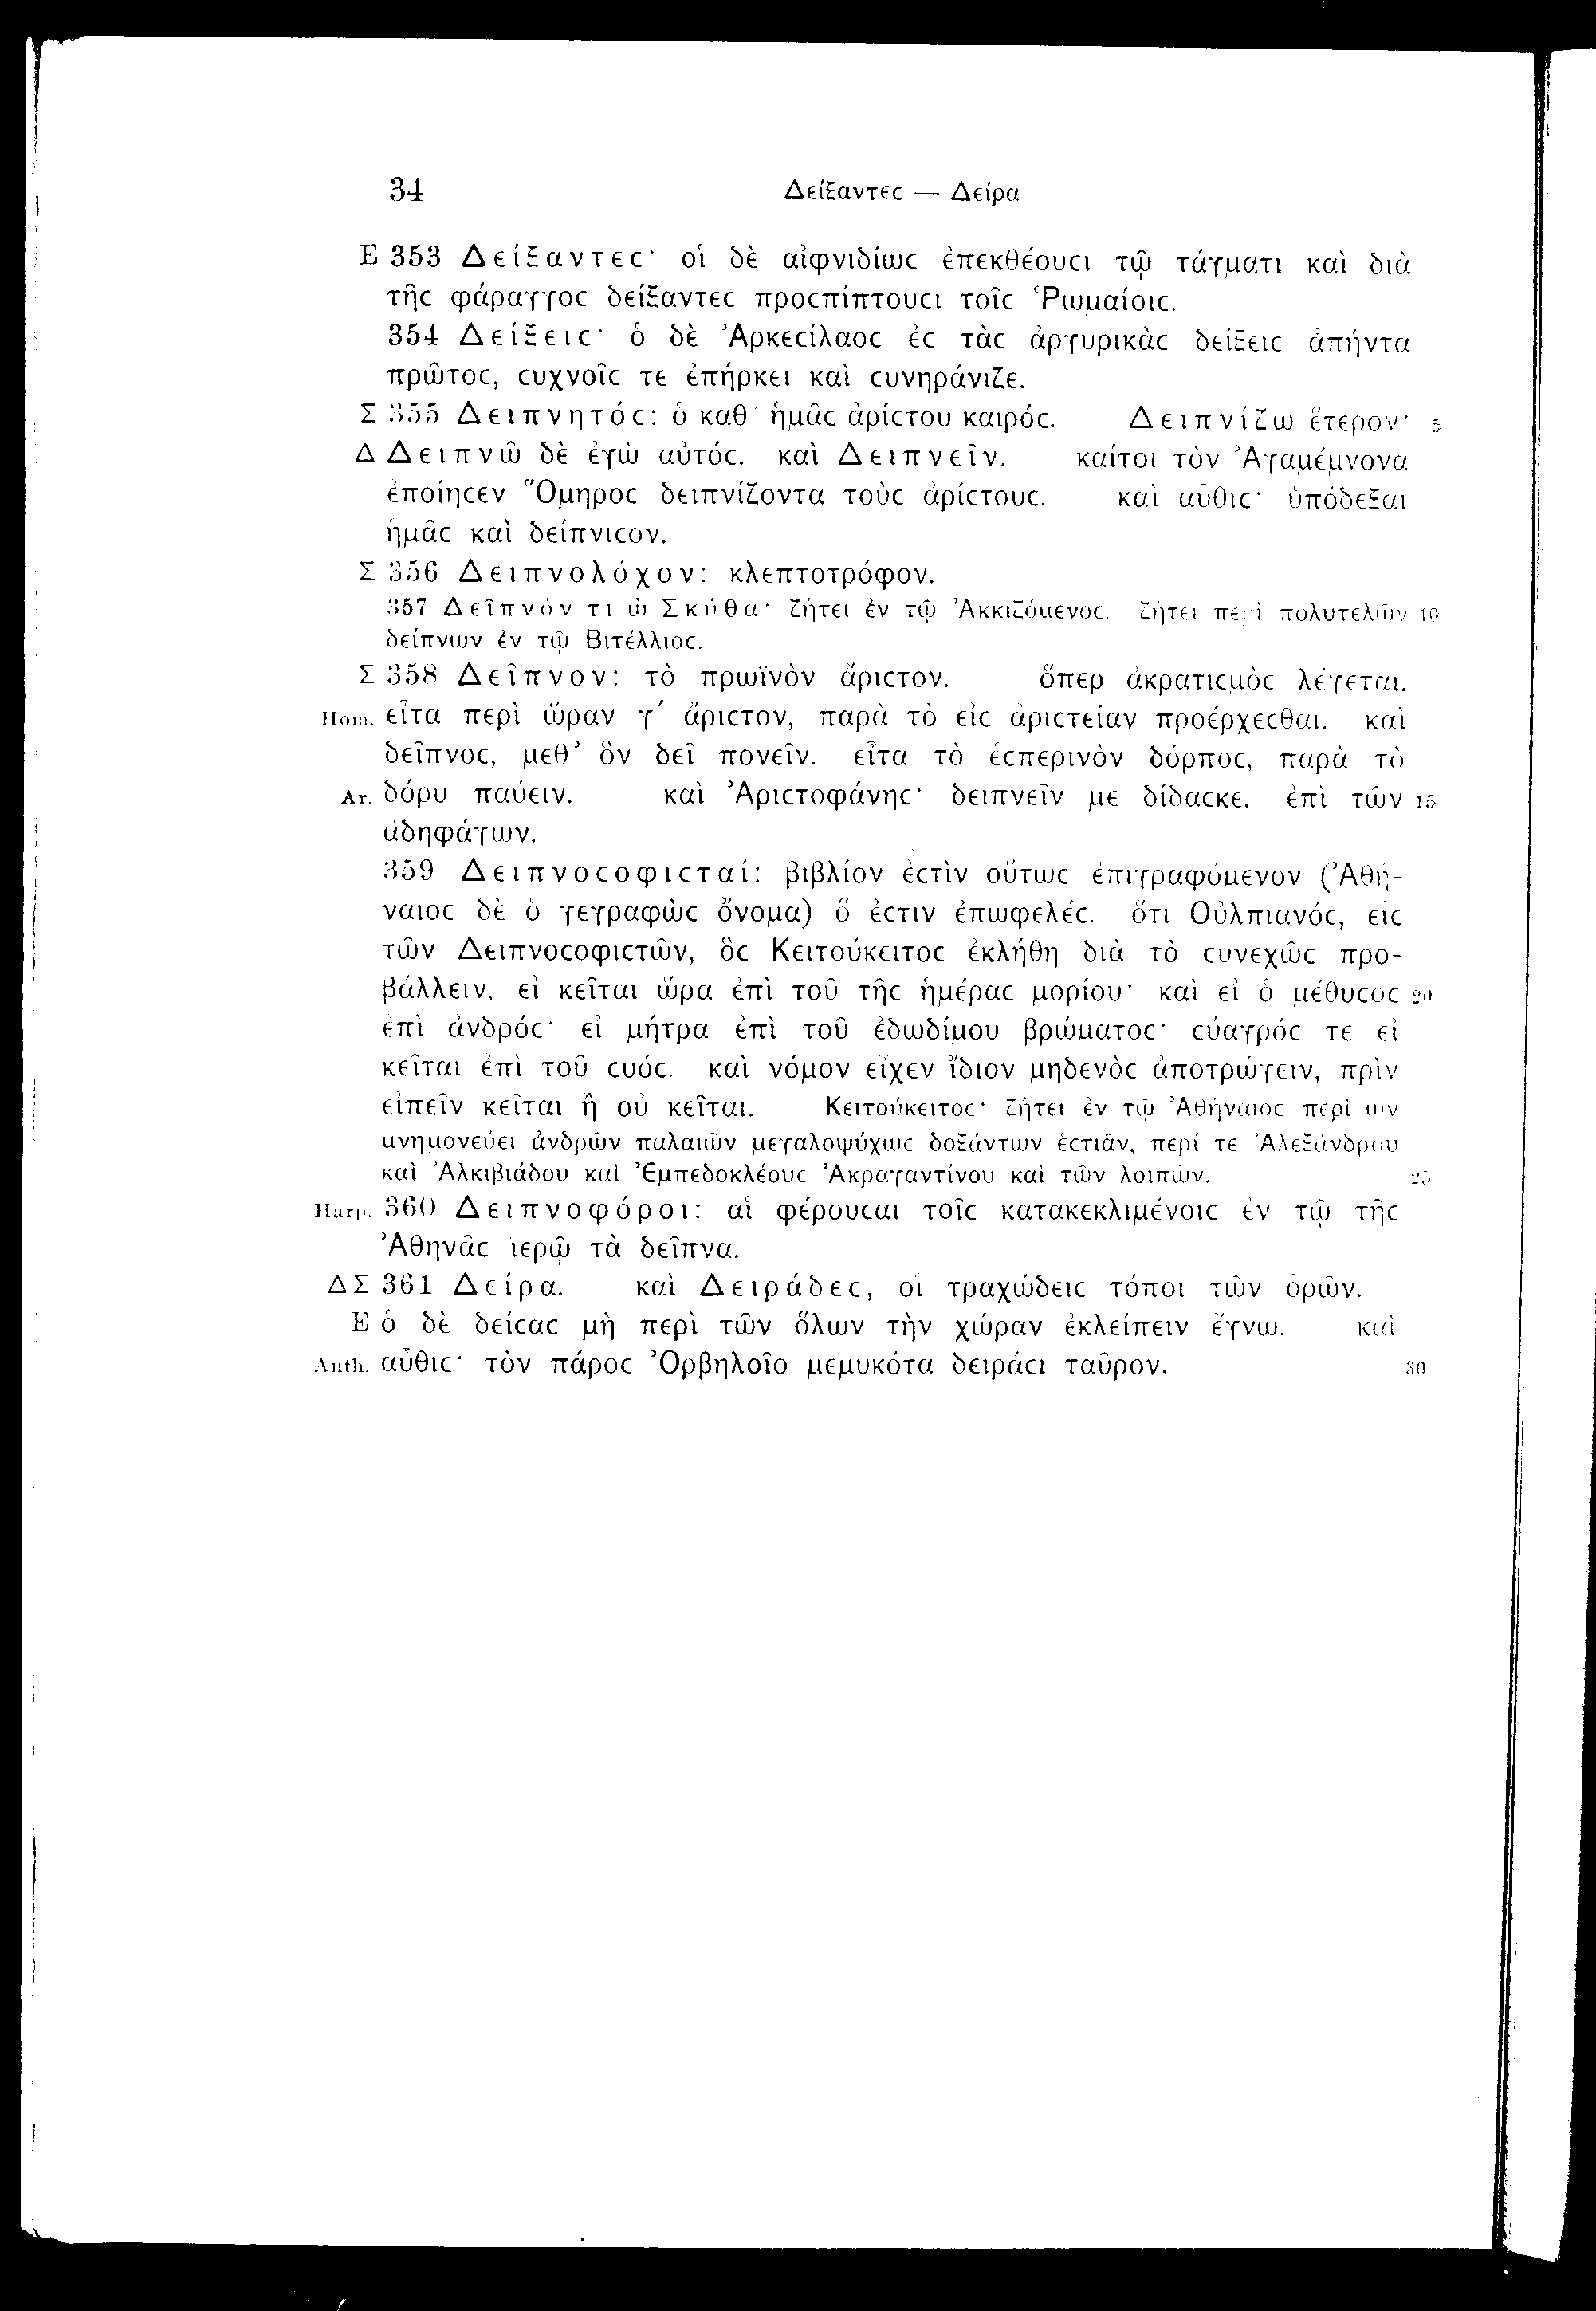 34 Δείξαντεϲ — Δείρα
Ε 353 Δείξαντεϲ· οἱ δὲ αἰφνιδίωϲ ἐπεκθέουϲι τῷ τάγματι καὶ διὰ
τῆϲ φάραγγοϲ δείξαντεϲ προϲπίπτουϲι τοῖϲ Ῥωμαίοιϲ.
354 Δείξειϲ· ὁ δὲ Ἀρκεϲίλαοϲ ἐϲ τὰϲ ἀργυρικὰϲ δείξειϲ ἀπήντα
πρῶτοϲ, ϲυχνοῖϲ τε ἐπήρκει καὶ ϲυνηράνιζε.
Σ 355 Δειπνητόϲ: ὁ καθ’ ἡμᾶϲ ἀρίϲτου καιρόϲ. Δειπνίζω ἕτερον· 5
Δ Δειπνῶ δὲ ἐγὼ αὐτόϲ. καὶ Δειπνεῖν. καίτοι τὸν Ἀγαμέμνονα
ἐποίηϲεν Ὅμηροϲ δειπνίζοντα τοὺϲ ἀρίϲτουϲ. καὶ αὖθιϲ· ὑπόδεξαι
ἡμᾶϲ καὶ δείπνιϲον.
Σ 356 Δειπνολόχον: κλεπτοτρόφον.
357 Δεῖπνόν τι ὦ Σκύθα· ζήτει ἐν τῷ Ἀκκιζόμενοϲ. ζήτει περὶ πολυτελῶν 10
δείπνων ἐν τῷ Βιτέλλιοϲ.
Σ 358 Δεῖπνον: τὸ πρωϊνὸν ἄριϲτον. ὅπερ ἀκρατιϲμὸϲ λέγεται.
Hom. εἶτα περὶ ὥραν γ΄ ἄριϲτον, παρὰ τὸ εἰϲ ἀριϲτείαν προέρχεϲθαι. καὶ
δεῖπνοϲ, μεθ’ ὃν δεῖ πονεῖν. εἶτα τὸ ἑϲπερινὸν δόρποϲ, παρὰ τὸ
Ar. δόρυ παύειν. καὶ Ἀριϲτοφάνηϲ· δειπνεῖν με δίδαϲκε. ἐπὶ τῶν 15
ἀδηφάγων.
359 Δειπνοϲοφιϲταί: βιβλίον ἐϲτὶν οὕτωϲ ἐπιγραφόμενον (Ἀθή-
ναιοϲ δὲ ὁ γεγραφὼϲ ὄνομα) ὅ ἐϲτιν ἐπωφελέϲ. ὅτι Οὐλπιανόϲ, εἷϲ
τῶν Δειπνοϲοφιϲτῶν, ὃϲ Κειτούκειτοϲ ἐκλήθη διὰ τὸ ϲυνεχῶϲ προ-
βάλλειν, εἰ κεῖται ὥρα ἐπὶ τοῦ τῆϲ ἡμέραϲ μορίου· καὶ εἰ ὁ μέθυϲοϲ 20
ἐπὶ ἀνδρόϲ· εἰ μήτρα ἐπὶ τοῦ ἐδωδίμου βρώματοϲ· ϲύαγρόϲ τε εἰ
κεῖται ἐπὶ τοῦ ϲυόϲ. καὶ νόμον εἶχεν ἴδιον μηδενὸϲ ἀποτρώγειν, πρὶν
εἰπεῖν κεῖται ἢ οὐ κεῖται. Κειτούκειτοϲ· ζήτει ἐν τῷ Ἀθήναιοϲ περὶ ὧν
μνημονεύει ἀνδρῶν παλαιῶν μεγαλοψύχωϲ δοξάντων ἑϲτιᾶν, περί τε Ἀλεξάνδρου
καὶ Ἀλκιβιάδου καὶ Ἐμπεδοκλέουϲ Ἀκραγαντίνου καὶ τῶν λοιπῶν. 25
Harp. 360 Δειπνοφόροι: αἱ φέρουϲαι τοῖϲ κατακεκλιμένοιϲ ἐν τῷ τῆϲ
Ἀθηνᾶϲ ἱερῷ τὰ δεῖπνα.
ΔΣ 361 Δείρα. καὶ Δειράδεϲ, οἱ τραχώδειϲ τόποι τῶν ὀρῶν.
Ε ὁ δὲ δείϲαϲ μὴ περὶ τῶν ὅλων τὴν χώραν ἐκλείπειν ἔγνω. καὶ
Anth. αὖθιϲ· τὸν πάροϲ Ὀρβηλοῖο μεμυκότα δειράϲι ταῦρον. 30